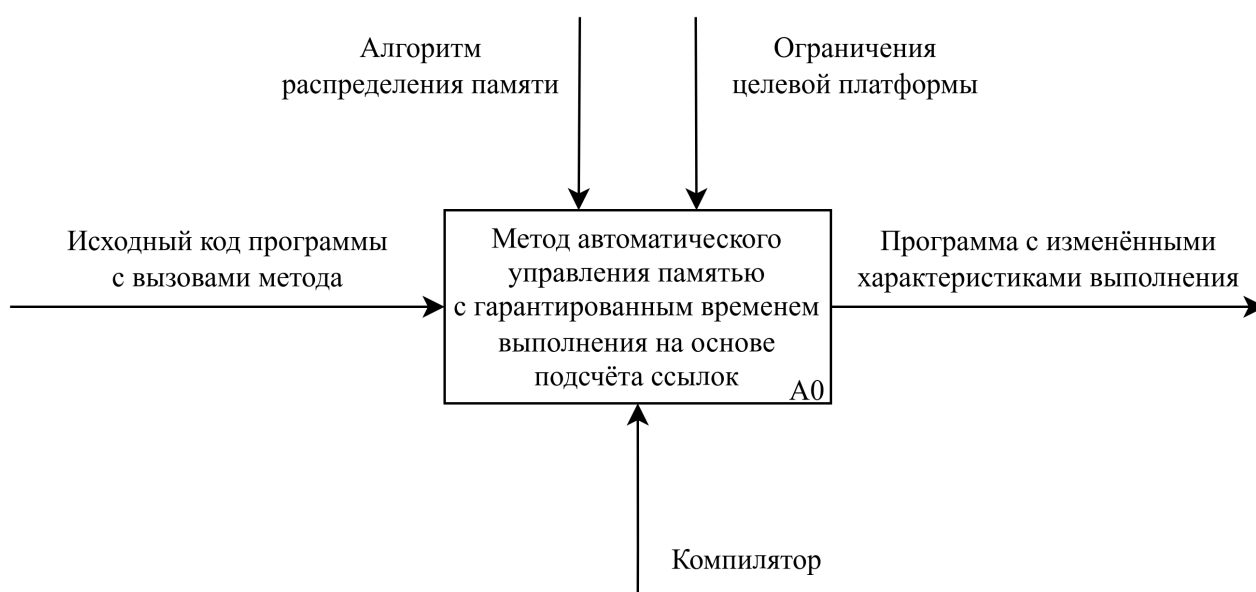 Алгоритм
распределения памяти
Ограничения
целевой платформы
Исходный код программы
с вызовами метода
Метод автоматического
управления памятью
с гарантированным временем
выполнения на основе
подсчёта ссылок
A0
Программа с изменёнными
характеристиками выполнения
Компилятор